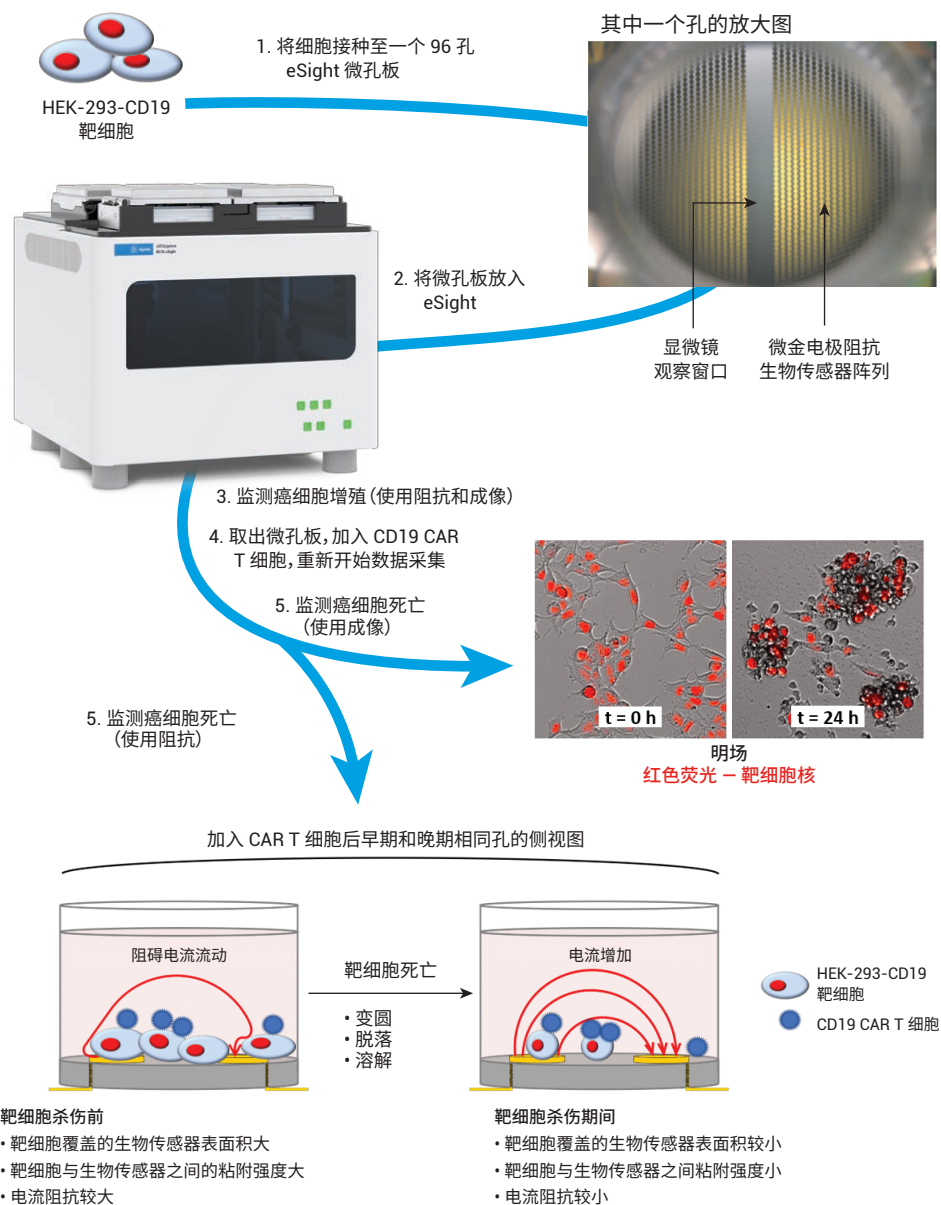 1. 将细胞接种至一个 96 孔
eSight 微孔板
其中一个孔的放大图
HEK-293-CD19
靶细胞
Agilent
2. 将微孔板放入
eSight
显微镜
观察窗口
微金电极阻抗
生物传感器阵列
3. 监测癌细胞增殖（使用阻抗和成像）
4. 取出微孔板，加入 CD19 CAR
T 细胞，重新开始数据采集
5. 监测癌细胞死亡
（使用成像）
t = 0 h
t = 24 h
明场
红色荧光 – 靶细胞核
5. 监测癌细胞死亡
（使用阻抗）
加入 CAR T 细胞后早期和晚期相同孔的侧视图
阻碍电流流动
靶细胞死亡
• 变圆
• 脱落
• 溶解
电流增加
HEK-293-CD19
靶细胞
CD19 CAR T 细胞
靶细胞杀伤前
• 靶细胞覆盖的生物传感器表面积大
• 靶细胞与生物传感器之间的粘附强度大
• 电流阻抗较大
靶细胞杀伤期间
• 靶细胞覆盖的生物传感器表面积较小
• 靶细胞与生物传感器之间粘附强度小
• 电流阻抗较小